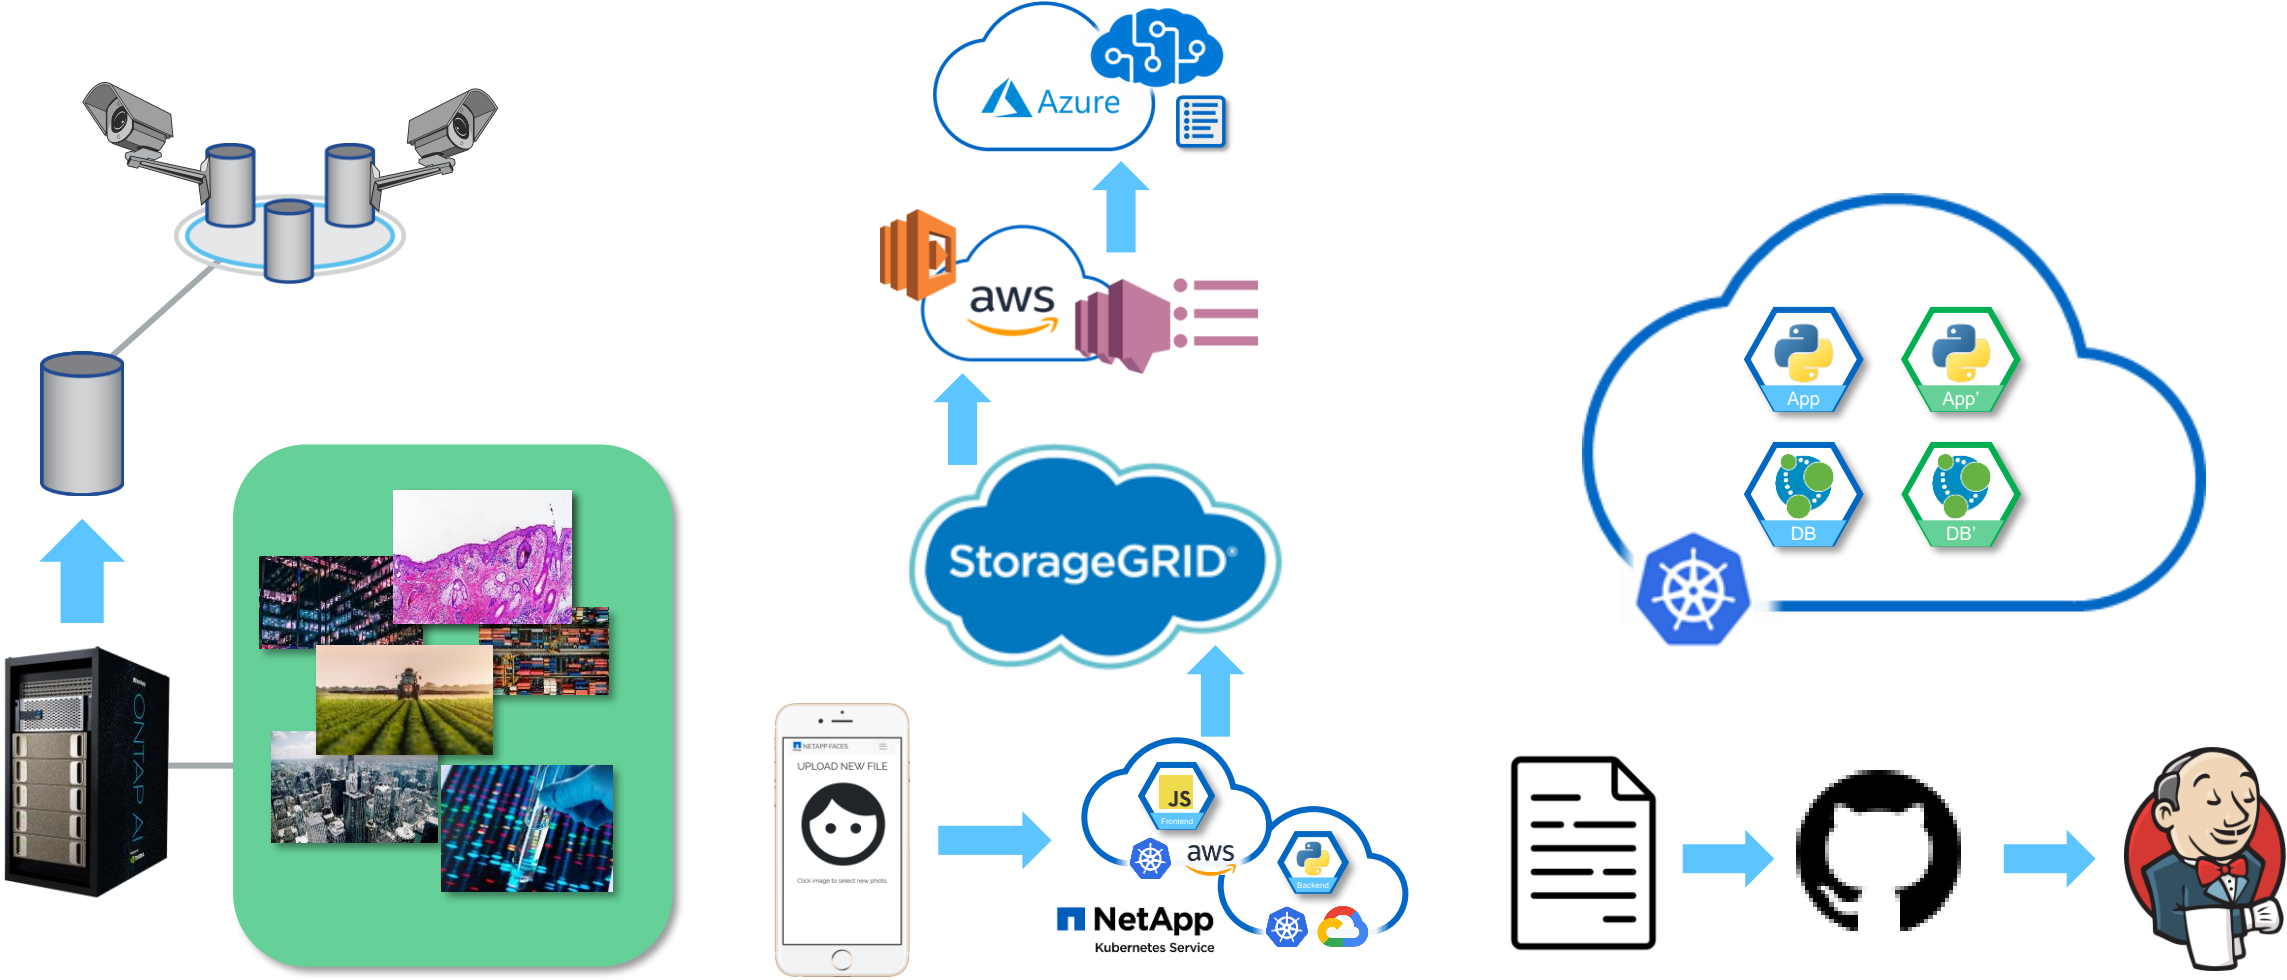 Azure
aws
StorageGRID®
App
App'
DB
DB'
ONTAP AI
NETAPP FACES
UPLOAD NEW FILE
Click image to select new photo.
JS
Frontend
aws
Backend
NetApp
Kubernetes Service